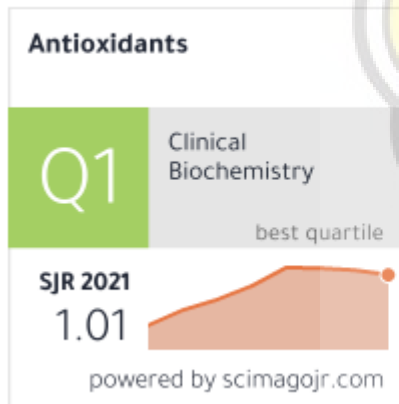 Antioxidants
Q1
Clinical
Biochemistry
best quartile
SJR 2021
1.01
powered by scimagojr.com